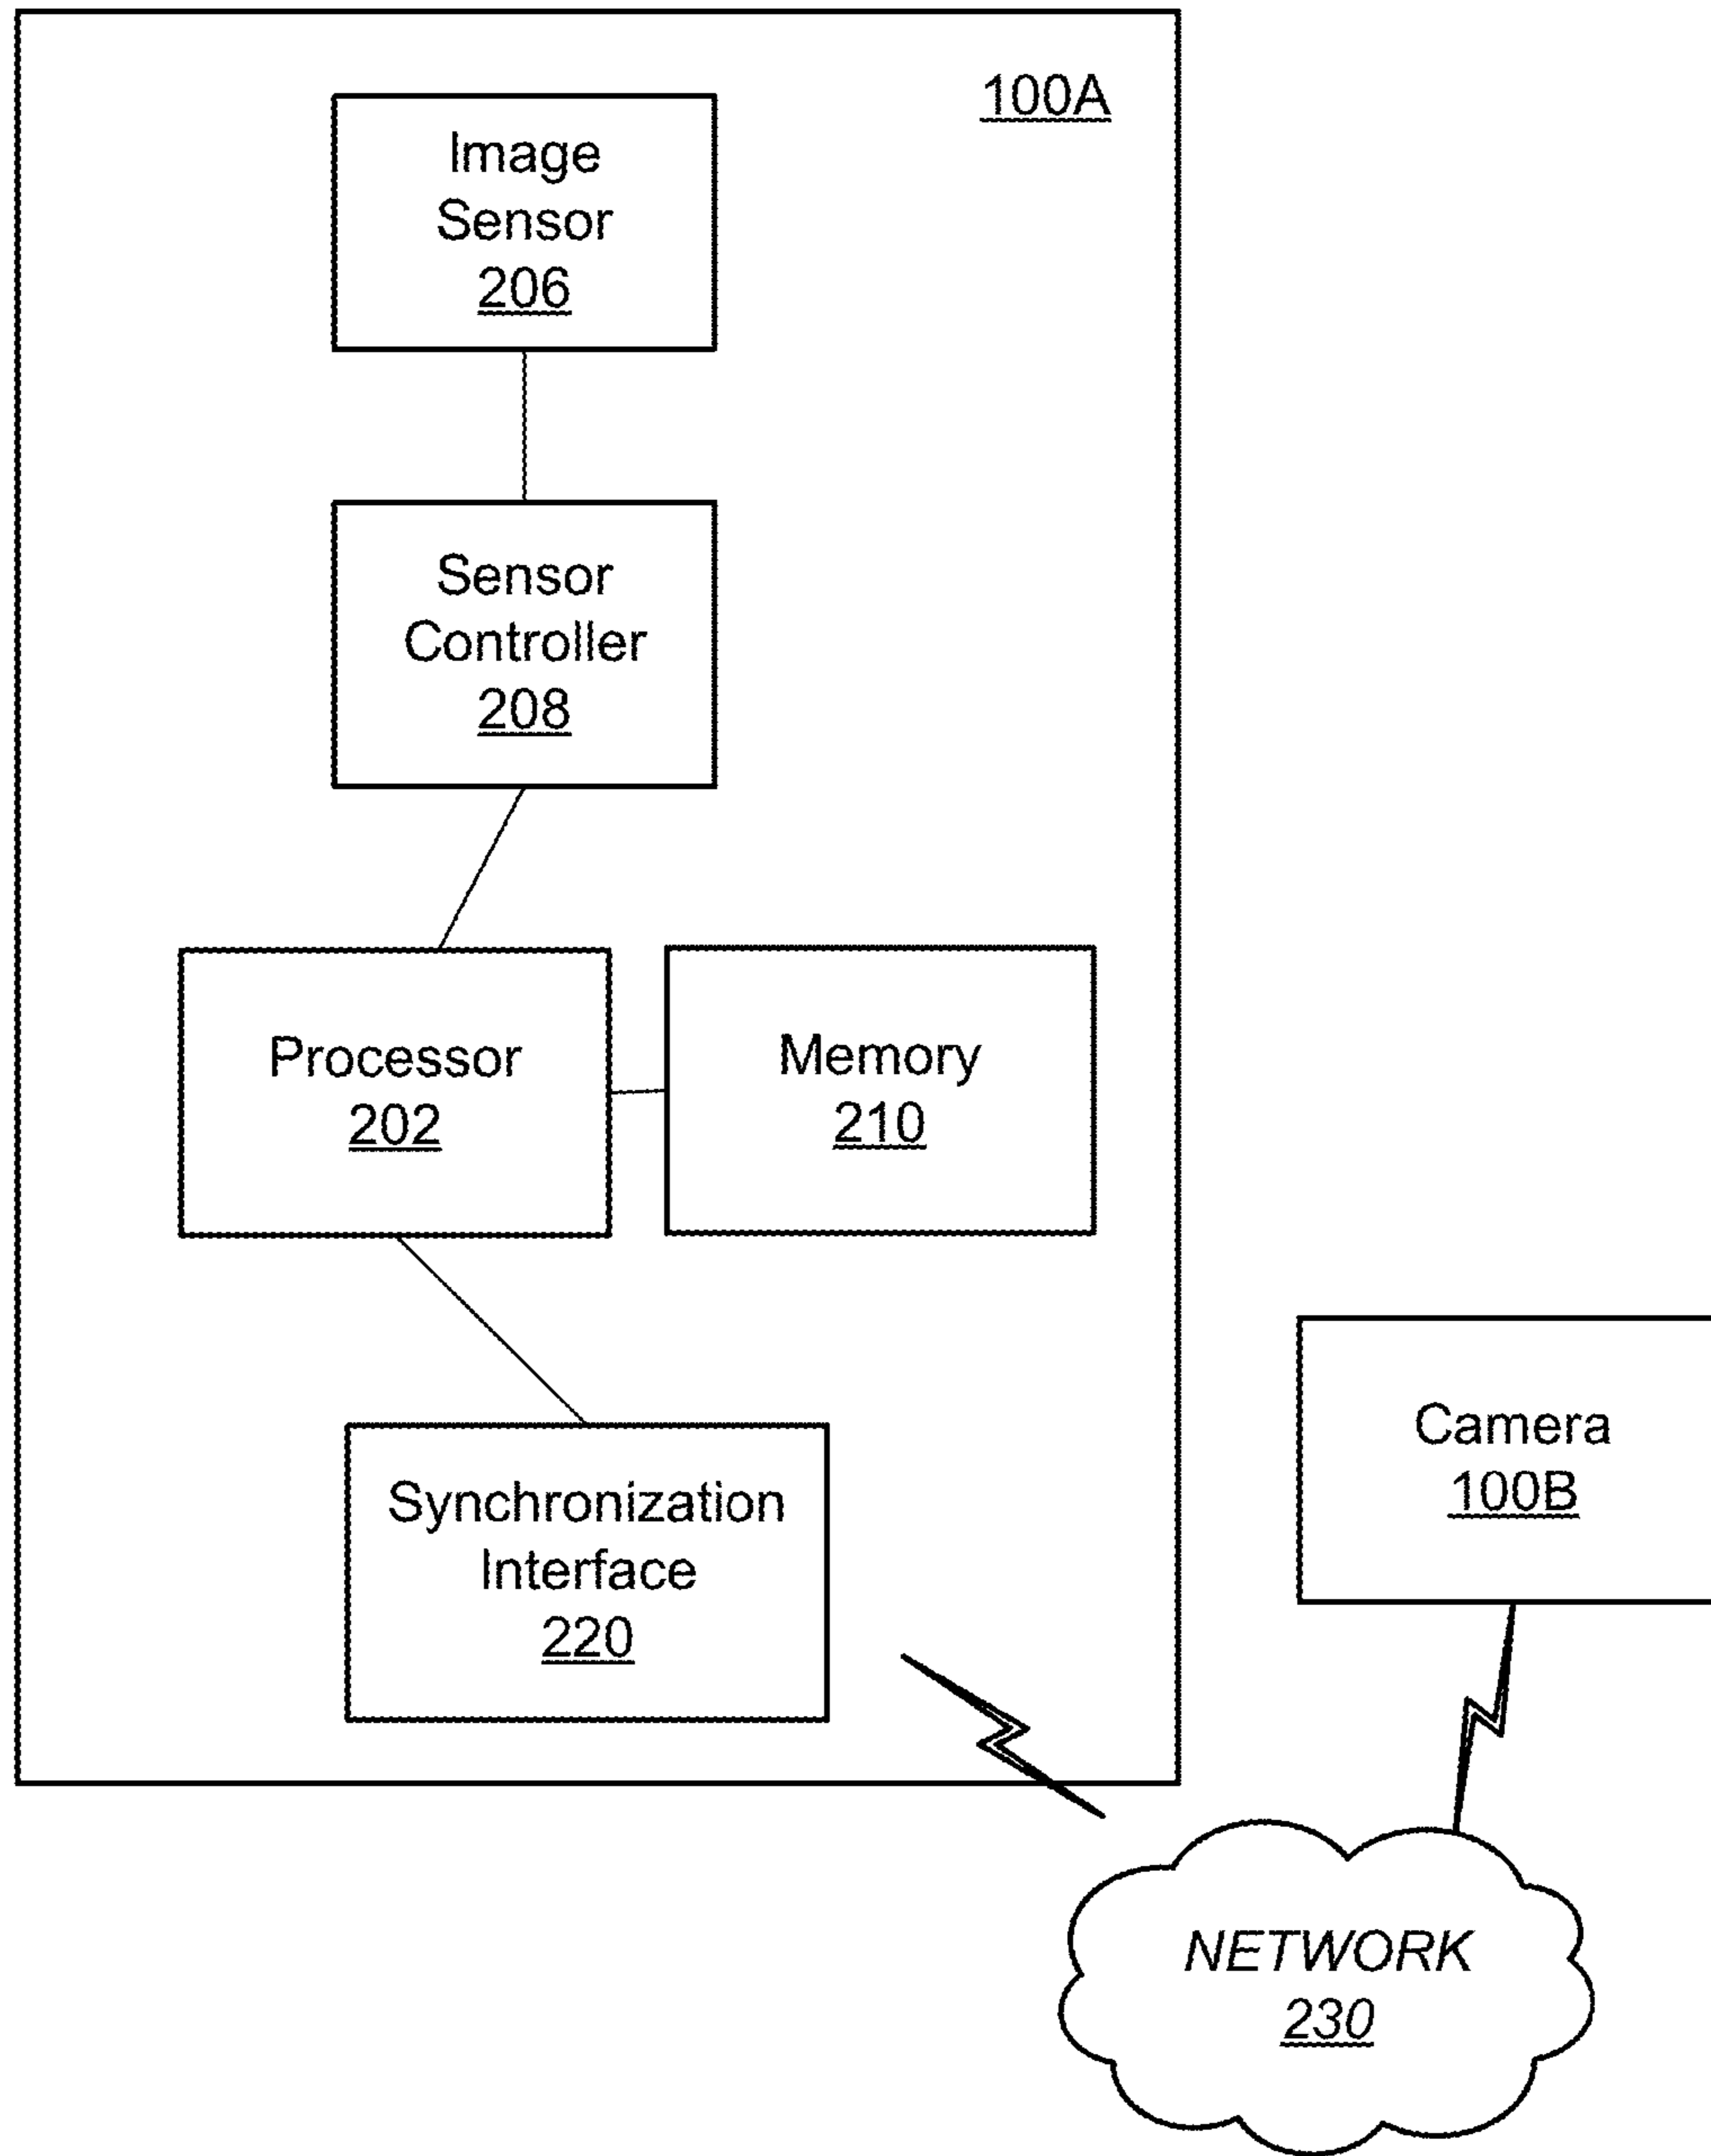 100A
Image
Sensor
206
Sensor
Controller
208
Processor
202
Memory
210
Synchronization
Interface
220
Camera
100B
NETWORK
230